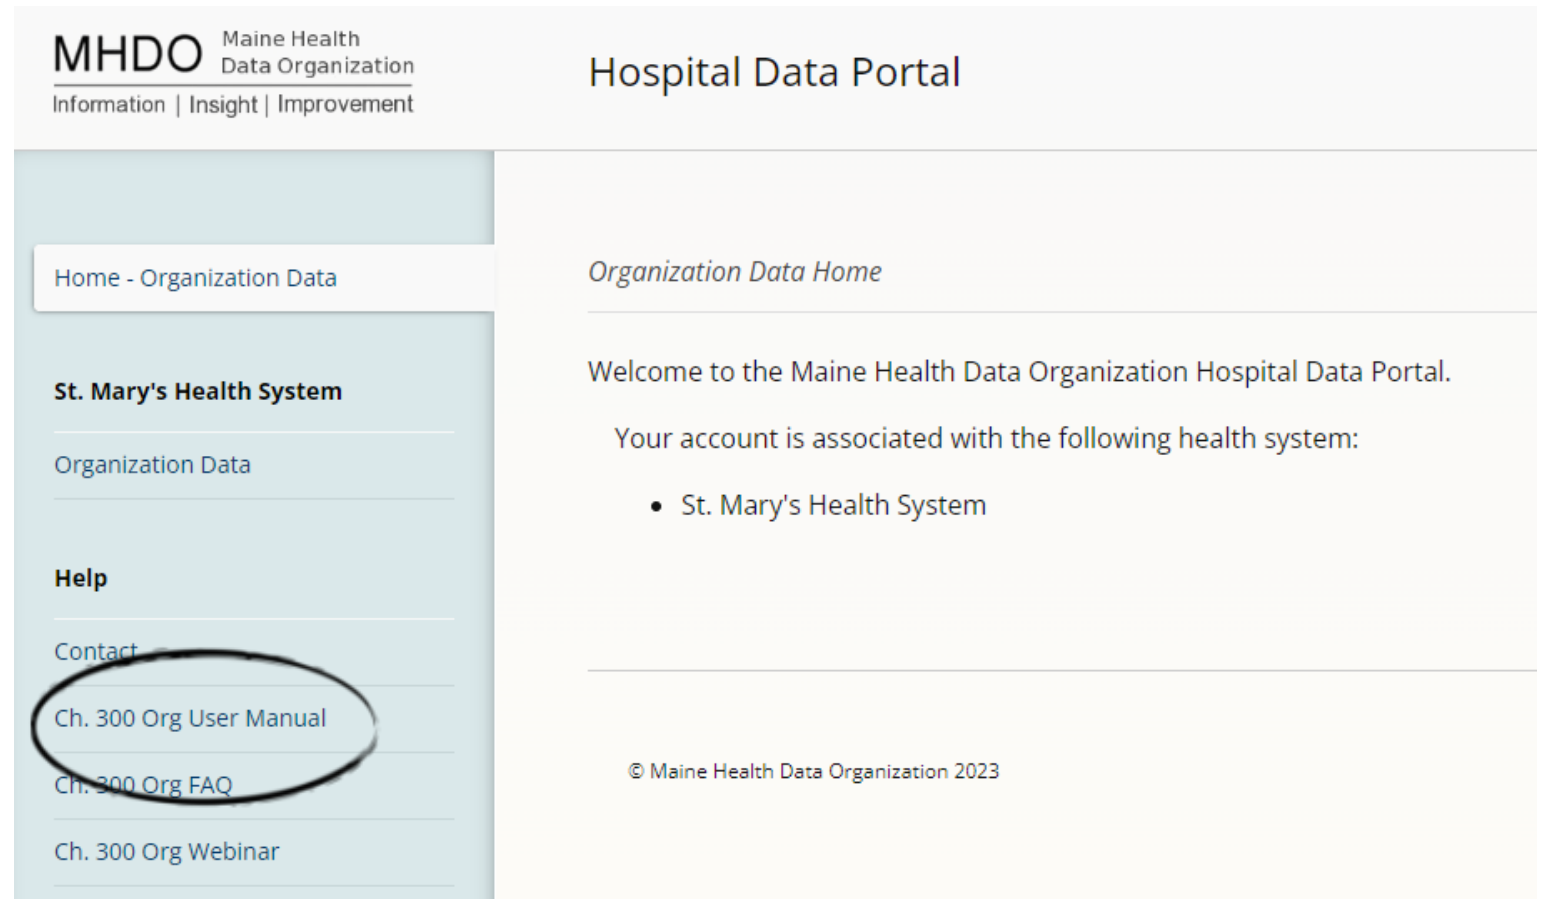 MHDO Maine Health
Data Organization
Information | Insight | Improvement
Hospital Data Portal
Home - Organization Data
St. Mary's Health System
Organization Data
Help
Contact
Ch. 300 Org User Manual
Ch. 300 Org FAQ
Ch. 300 Org Webinar
Organization Data Home
Welcome to the Maine Health Data Organization Hospital Data Portal.
Your account is associated with the following health system:
• St. Mary's Health System
© Maine Health Data Organization 2023